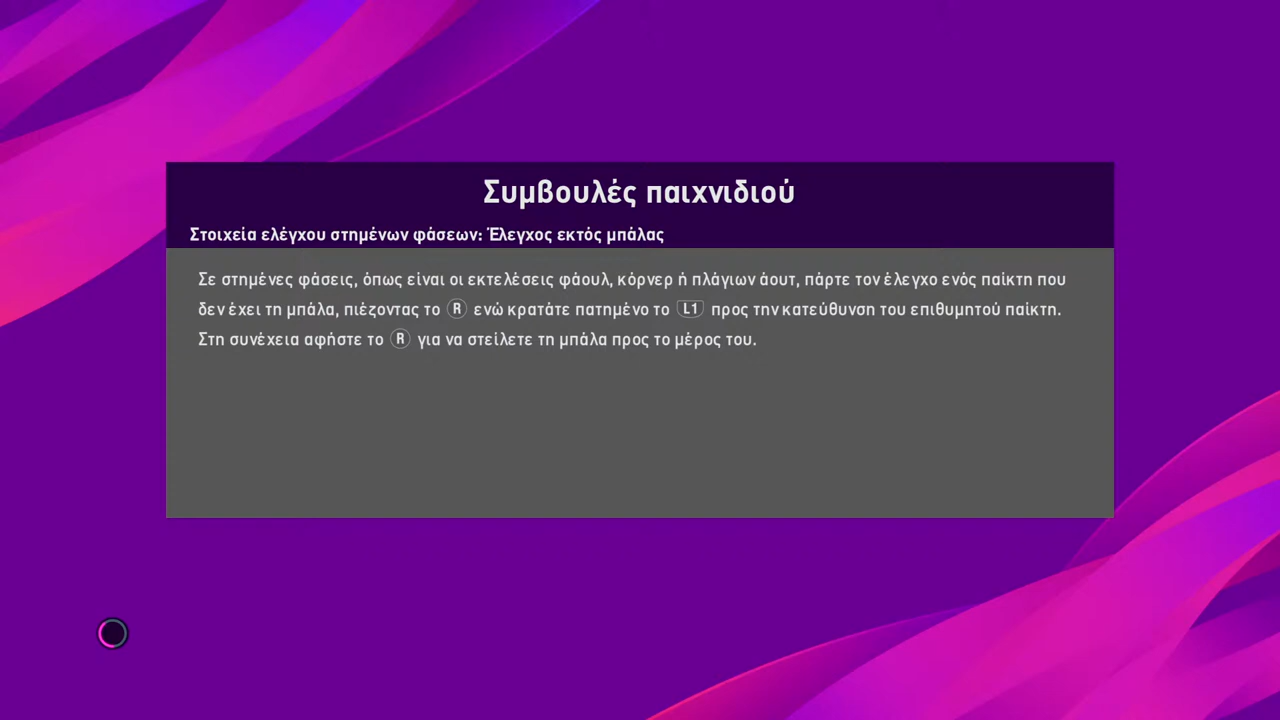 Συμβουλές παιχνιδιού
Στοιχεία ελέγχου στημένων φάσεων: Έλεγχος εκτός μπάλας
Σε στημένες φάσεις, όπως είναι οι εκτελέσεις φάουλ, κόρνερ ή πλάγιων άουτ, πάρτε τον έλεγχο ενός παίκτη που
δεν έχει τη μπάλα, πιέζοντας το R ενώ κρατάτε πατημένο το L1 προς την κατεύθυνση του επιθυμητού παίκτη.
Στη συνέχεια αφήστε το R για να στείλετε τη μπάλα προς το μέρος του.